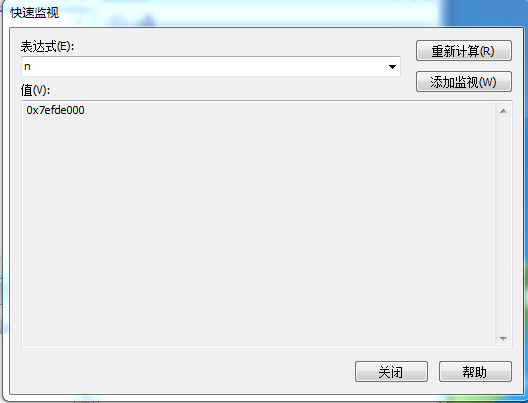 快速监视
表达式(E):
重新计算(R)
n
添加监视(W)
值(V):
0x7efde000
关闭
帮助